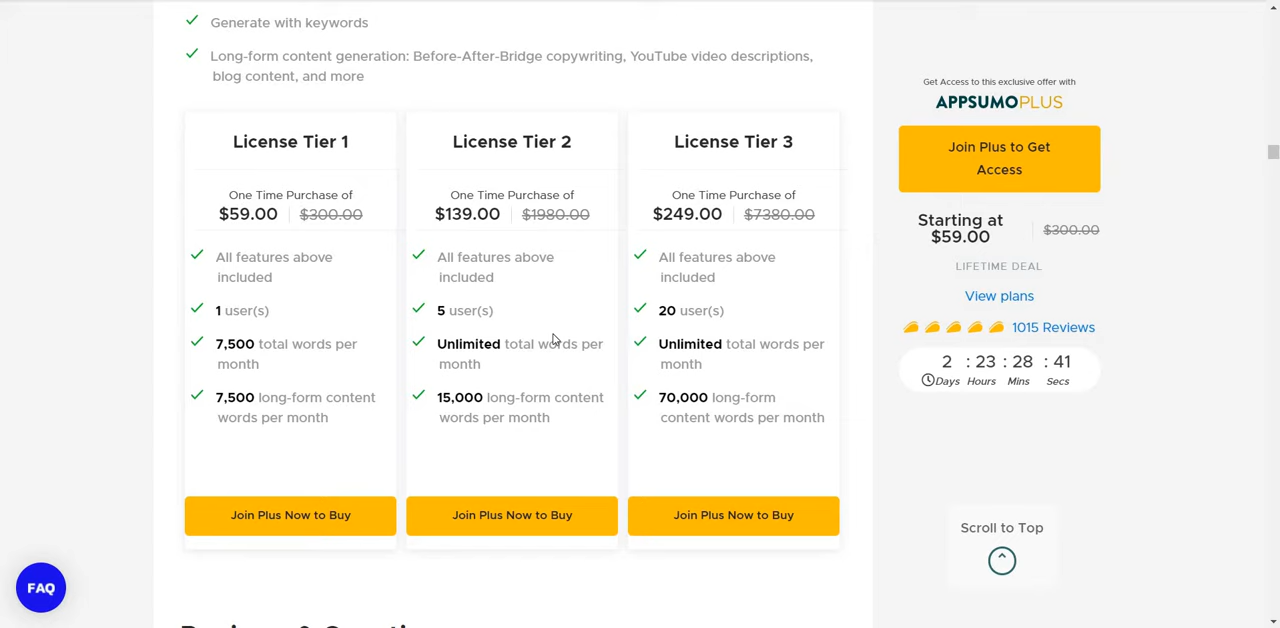 Generate with keywords
Long-form content generation: Before-After-Bridge copywriting, YouTube video descriptions,
blog content, and more
License Tier 1
One Time Purchase of
$59.00 $300.00
All features above
included
1 user(s)
7,500 total words per
month
7,500 long-form content
words per month
Join Plus Now to Buy
License Tier 2
One Time Purchase of
$139.00 $1980.00
All features above
included
5 user(s)
Unlimited total words per
month
15,000 long-form content
words per month
Join Plus Now to Buy
License Tier 3
One Time Purchase of
$249.00 $7380.00
All features above
included
20 user(s)
Unlimited total words per
month
70,000 long-form
content words per month
Join Plus Now to Buy
Get Access to this exclusive offer with
APPSUMOPLUS
Join Plus to Get
Access
Starting at
$59.00 $300.00
LIFETIME DEAL
View plans
1015 Reviews
2 : 23 : 28 : 41
Days Hours Mins Secs
Scroll to Top
FAQ